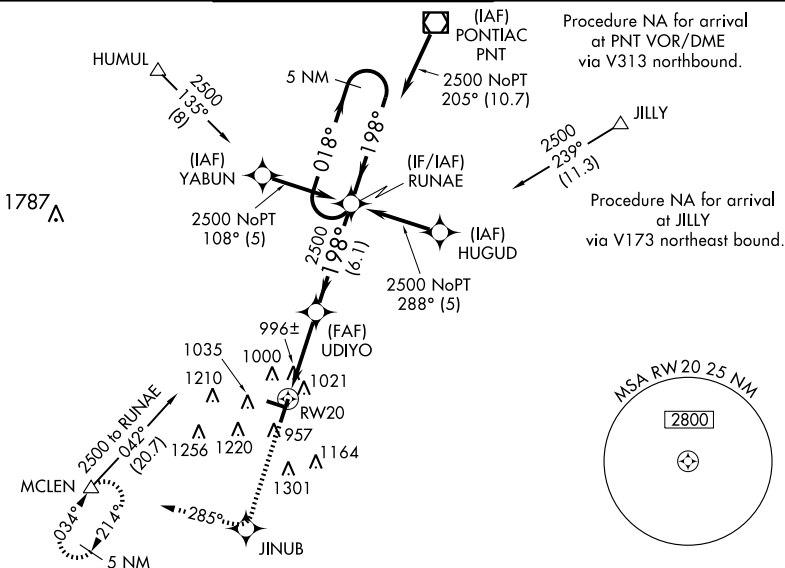 (IAF)
PONTIAC
PNT
Procedure NA for arrival
at PNT VOR/DME
via V313 northbound.
HUMUL
5 NM
2500 NoPT
205° (10.7)
2500
135°
(8)
JILLY
018°
198°
2500
239°
(11.3)
(IAF)
YABUN
(IF/IAF)
RUNAE
1787
2500 NoPT
108° (5)
Procedure NA for arrival
at JILLY
via V173 northeast bound.
(IAF)
HUGUD
2500
198°
(6.1)
2500 NoPT
288° (5)
996±
(FAF)
UDIYO
1035
1000
1210
1021
RW20
MSA RW20 25 NM
2800
1256
1220
957
1164
1301
2500 to RUNAE
042°
(20.7)
MCLEN
034°
214°
285°
JINUB
5 NM